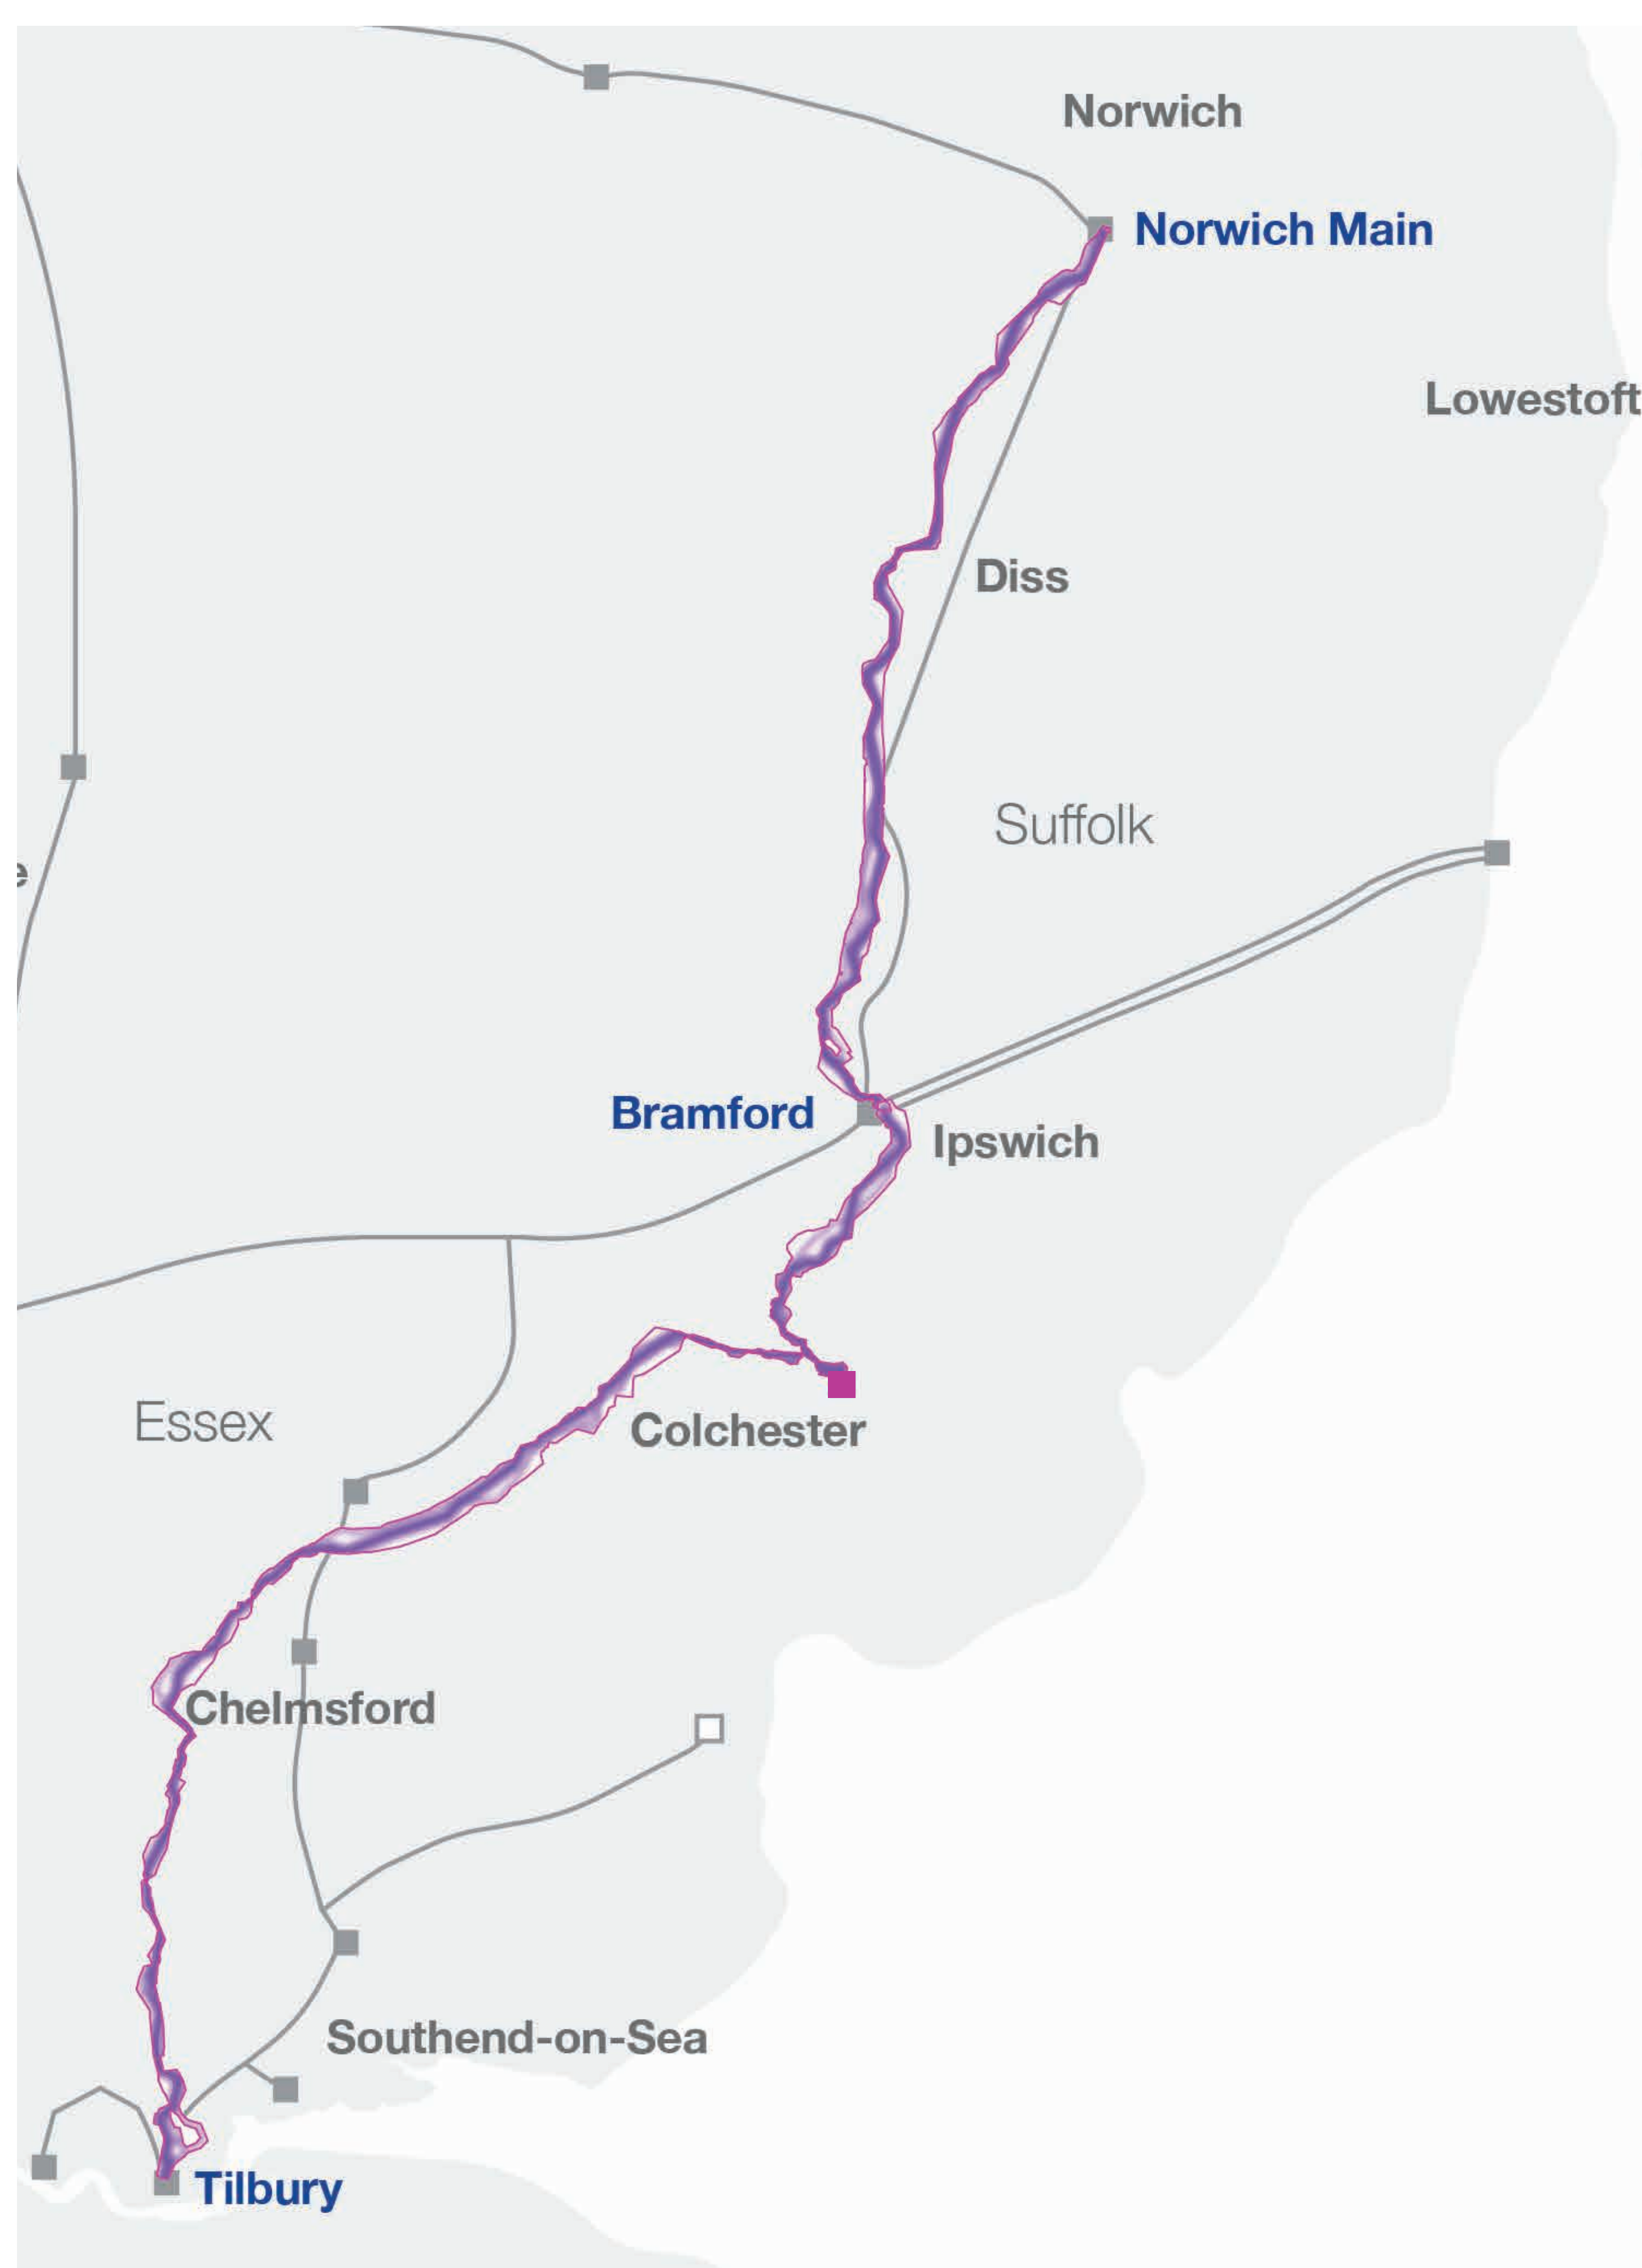 Norwich
Norwich Main
Lowestoft
Diss
Suffolk
e
Bramford
Ipswich
Essex
Colchester
Chelmsford
Southend-on-Sea
Tilbury